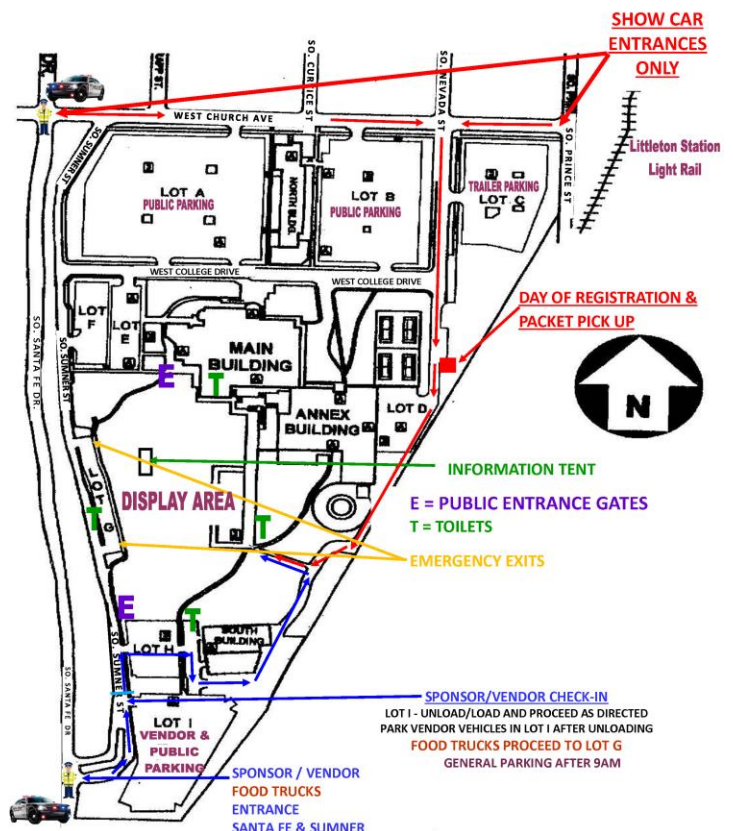 SHOW CAR
ENTRANCES
ONLY
DR.
RAPP ST.
SO. CURTICE ST
SO. NEVADA ST
SO. PRINCE ST
WEST CHURCH AVE
SO. SUMNER ST
Littleton Station
Light Rail
LOT A
PUBLIC PARKING
NORTH BLDG.
LOT B
PUBLIC PARKING
TRAILER PARKING
LOT C
WEST COLLEGE DRIVE
WEST COLLEGE DRIVE
LOT
F
LOT
E
SO. SANTA FE DR.
SO. SUMNER ST
MAIN
BUILDING
DAY OF REGISTRATION &
PACKET PICK UP
E
T
ANNEX
BUILDING
LOT D
N
INFORMATION TENT
LOT G
DISPLAY AREA
E = PUBLIC ENTRANCE GATES
T = TOILETS
T
T
EMERGENCY EXITS
E
T
LOT H
SOUTH
BUILDING
SO. SUMNER ST
SO. SANTA FE DR
LOT I
VENDOR &
PUBLIC
PARKING
SPONSOR/VENDOR CHECK-IN
LOT I - UNLOAD/LOAD AND PROCEED AS DIRECTED
PARK VENDOR VEHICLES IN LOT I AFTER UNLOADING
FOOD TRUCKS PROCEED TO LOT G
GENERAL PARKING AFTER 9AM
SPONSOR / VENDOR
FOOD TRUCKS
ENTRANCE
SANTA FE & SUMNER